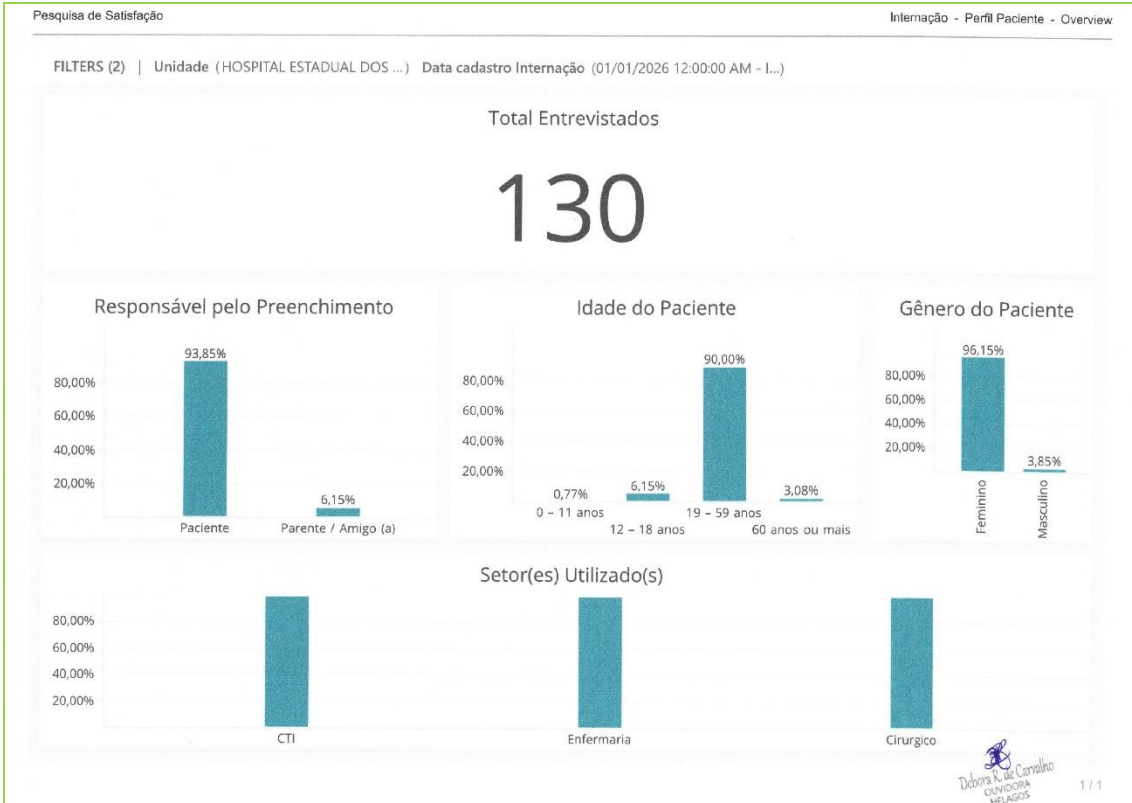 Pesquisa de Satisfação
Internação - Perfil Paciente - Overview
FILTERS (2) | Unidade (HOSPITAL ESTADUAL DOS ...) Data cadastro Internação (01/01/2026 12:00:00 AM - I...)
Total Entrevistados
130
Responsável pelo Preenchimento
93,85%
80,00%
60,00%
40,00%
20,00%
6,15%
Paciente
Parente / Amigo (a)
Idade do Paciente
90,00%
80,00%
60,00%
40,00%
20,00%
0,77%
6,15%
3,08%
0 – 11 anos
19 – 59 anos
12 – 18 anos
60 anos ou mais
Gênero do Paciente
96,15%
80,00%
60,00%
40,00%
20,00%
3,85%
Feminino
Masculino
Setor(es) Utilizado(s)
80,00%
60,00%
40,00%
20,00%
CTI
Enfermaria
Cirurgico
Debora R. de Carvalho
OUVIDORA
HELAGOS
1 / 1